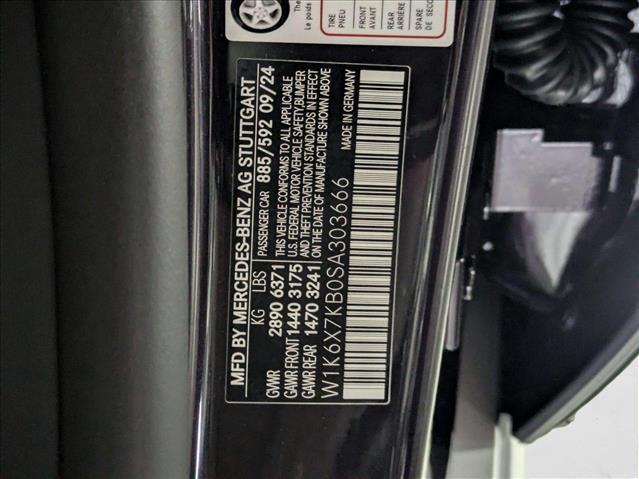 The
Le poids
TIRE
PNEU
FRONT
AVANT
REAR
ARRIÈRE
SPARE
DE SECO
MFD BY MERCEDES-BENZ AG STUTTGART
PASSENGER CAR 885/592 09/24
KG LBS
GVWR 2890 6371
GAWR FRONT 1440 3175
GAWR REAR 1470 3241
THIS VEHICLE CONFORMS TO ALL APPLICABLE
U.S. FEDERAL MOTOR VEHICLE SAFETY,BUMPER
AND THEFT PREVENTION STANDARDS IN EFFECT
ON THE DATE OF MANUFACTURE SHOWN ABOVE
W1K6X7KB0SA303666
MADE IN GERMANY